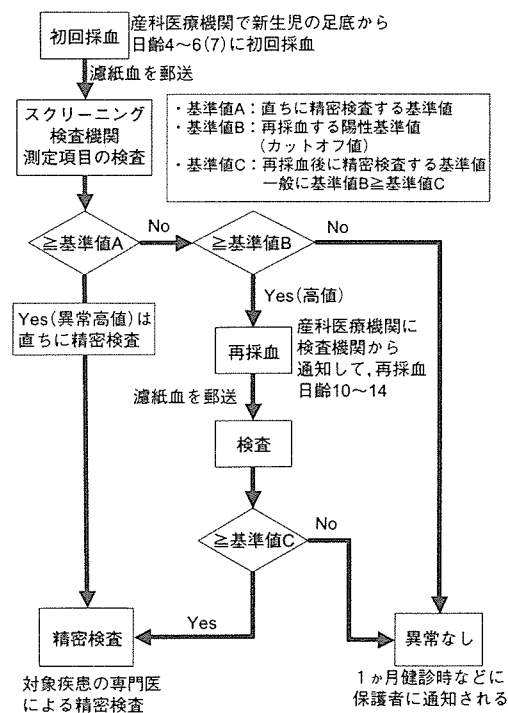 初回採血
産科医療機関で新生児の足底から
日齢4~6(7)に初回採血
濾紙血を郵送
スクリーニング
検査機関
測定項目の検査
・基準値A:直ちに精密検査する基準値
・基準値B:再採血する陽性基準値
(カットオフ値)
・基準値C:再採血後に精密検査する基準値
一般に基準値B≧基準値C
≧基準値A
No
≧基準値B
No
Yes(異常高値)は
直ちに精密検査
Yes(高値)
再採血
産科医療機関に
検査機関から
通知して,再採血
日齢10~14
濾紙血を郵送
検査
≧基準値C
No
Yes
精密検査
異常なし
対象疾患の専門医
による精密検査
1か月健診時などに
保護者に通知される